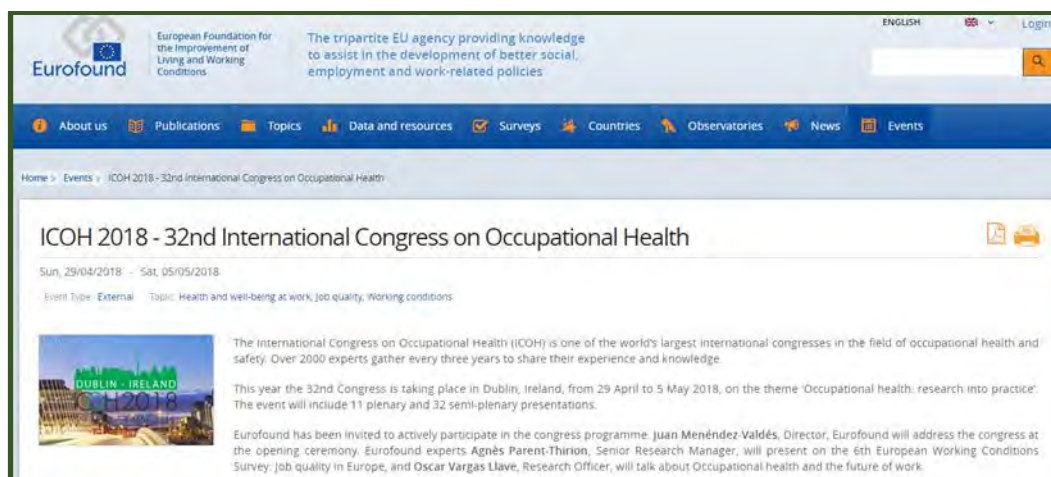 European Foundation for
the Improvement of
Living and Working
Conditions
Eurofound
The tripartite EU agency providing knowledge
to assist in the development of better social,
employment and work-related policies
ENGLISH
Login
About us Publications Topics Data and resources Surveys Countries Observatories News Events
Home > Events > ICOH 2018 - 32nd International Congress on Occupational Health
ICOH 2018 - 32nd International Congress on Occupational Health
Sun, 29/04/2018 - Sat, 05/05/2018
Event Type: External Topic: Health and well-being at work, Job quality, Working conditions
DUBLIN - IRELAND
ICOH2018
The International Congress on Occupational Health (ICOH) is one of the world's largest international congresses in the field of occupational health and
safety. Over 2000 experts gather every three years to share their experience and knowledge.
This year the 32nd Congress is taking place in Dublin, Ireland, from 29 April to 5 May 2018, on the theme 'Occupational health: research into practice'.
The event will include 11 plenary and 32 semi-plenary presentations.
Eurofound has been invited to actively participate in the congress programme. Juan Menéndez-Valdés, Director, Eurofound will address the congress at
the opening ceremony. Eurofound experts Agnès Parent-Thirion, Senior Research Manager, will present on the 6th European Working Conditions
Survey: Job quality in Europe, and Oscar Vargas Llave, Research Officer, will talk about Occupational health and the future of work.